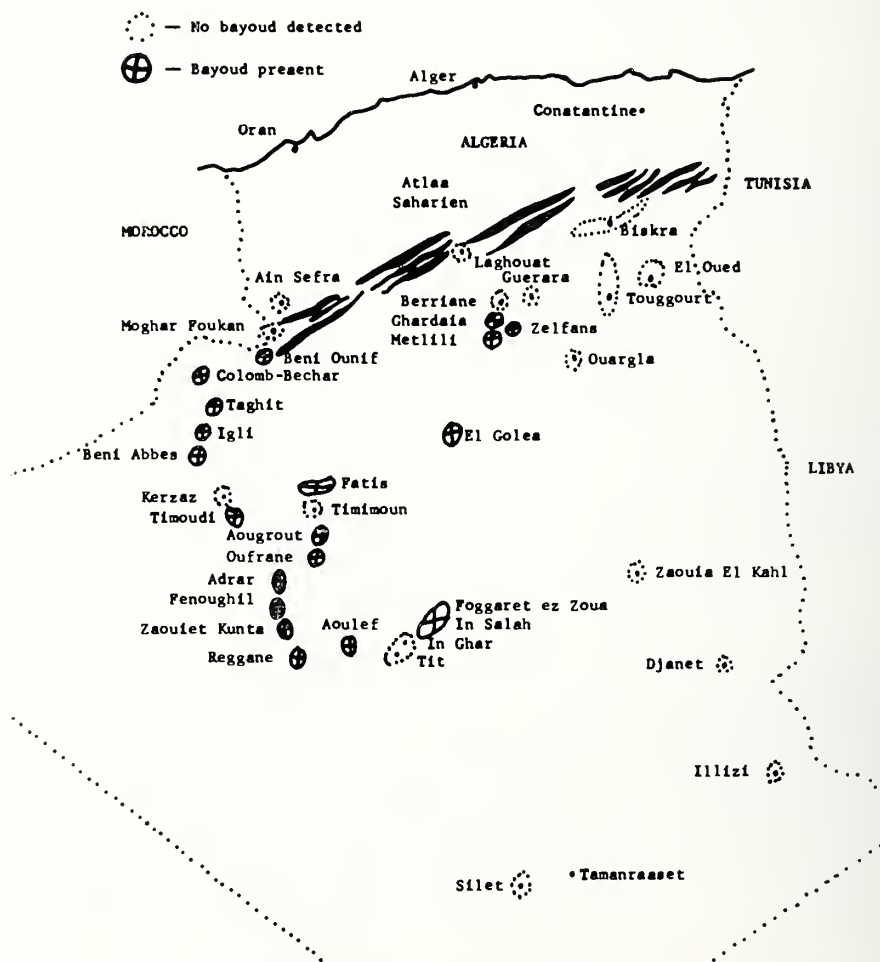 — No bayoud detected
— Bayoud present
Alger
Conatantine
Oran
ALGERIA
Atlaa
Saharien
TUNISIA
MOROCCO
Biskra
Laghouat
El Oued
Ain Sefra
Guerara
Berriane
Touggourt
Ghardaia
Moghar Foukan
Zelfans
Metlili
Beni Ounif
Ouargla
Colomb-Bechar
Taghit
Igli
El Golea
Beni Abbes
LIBYA
Fatis
Kerzaz
Timoudi
Timimoun
Aougrout
Oufrane
Adrar
Zaouia El Kahl
Fenoughil
Foggaret ez Zoua
Zaouiet Kunta
Aoulef
In Salah
In Ghar
Reggane
Tit
Djanet
Illizi
Silet
Tamanraaset